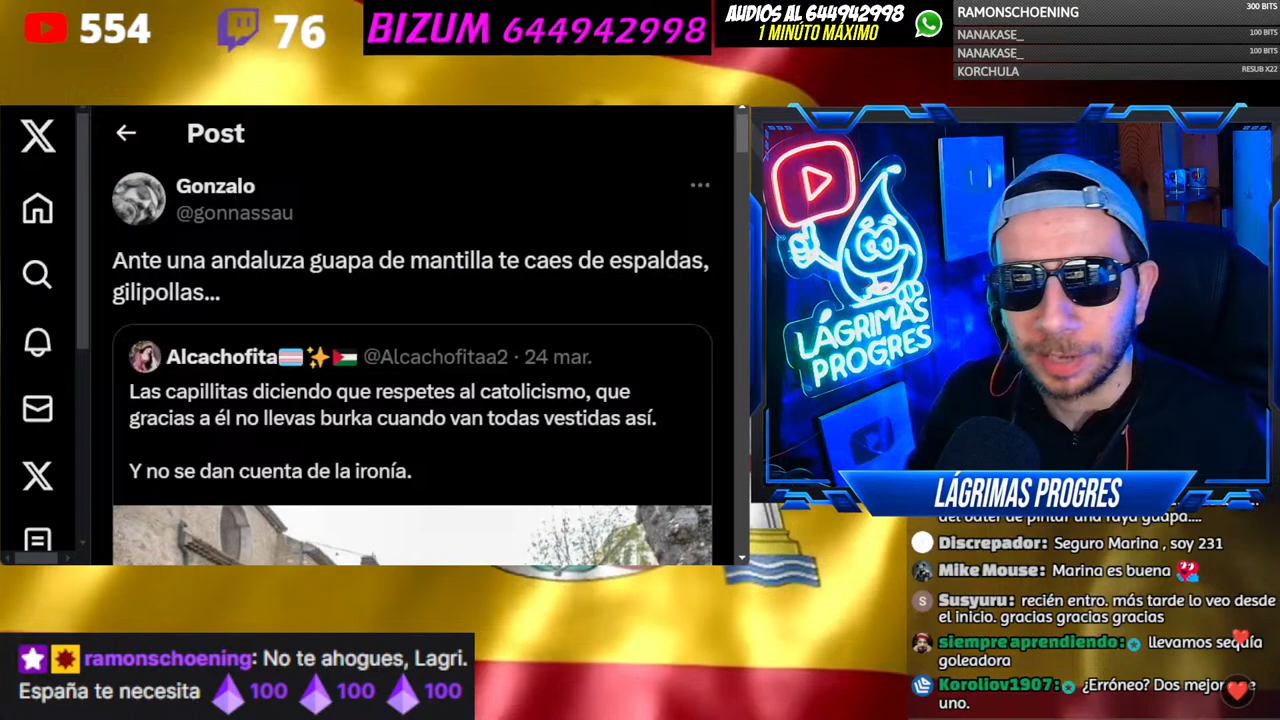 554
76
BIZUM 644942998
AUDIOS AL 644942998
1 MINÚTO MÁXIMO
RAMONSCHOENING 300 BITS
NANAKASE_ 100 BITS
NANAKASE_ 100 BITS
KORCHULA RESUB X22
Post
Gonzalo
@gonnassau
Ante una andaluza guapa de mantilla te caes de espaldas,
gilipollas...
Alcachofita @Alcachofitaa2 · 24 mar.
Las capillitas diciendo que respetes al catolicismo, que
gracias a él no llevas burka cuando van todas vestidas así.
Y no se dan cuenta de la ironía.
LÁGRIMAS
PROGRES
LÁGRIMAS PROGRES
Discrepador: Seguro Marina , soy 231
Mike Mouse: Marina es buena
S Susyuru: recién entro. más tarde lo veo desde
el inicio. gracias gracias gracias
siempre aprendiendo: llevamos sequía
goleadora
Koroliov1907: ¿Erróneo? Dos mejor
uno.
ramonschoening: No te ahogues, Lagri.
España te necesita 100 100 100